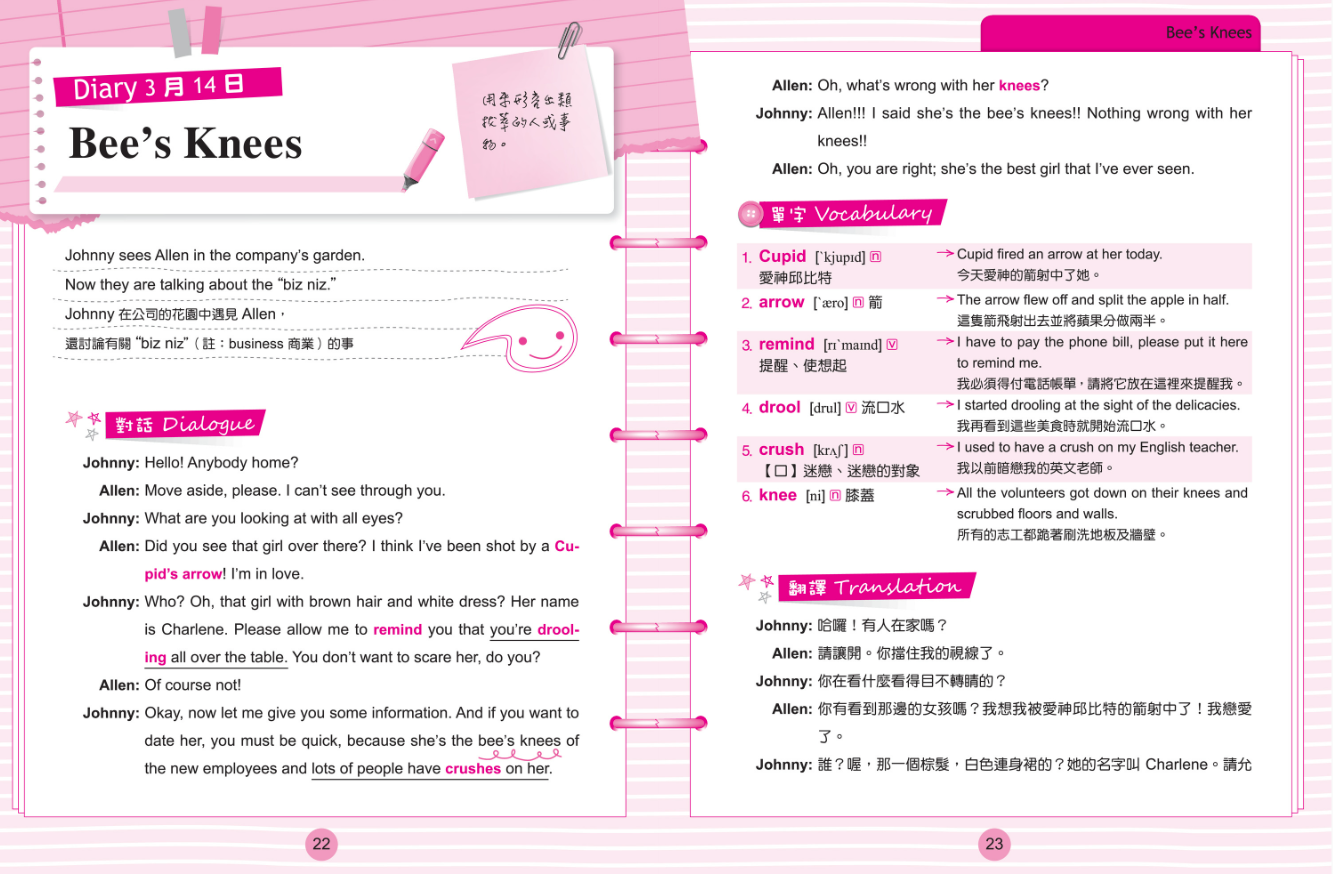 Diary 3 月 14 日
Bee's Knees
用來形容出類
拔萃的人或事
物。
Johnny sees Allen in the company's garden.
Now they are talking about the "biz niz."
Johnny 在公司的花園中遇見 Allen，
還討論有關 "biz niz"（註：business 商業）的事
對話 Dialogue
Johnny: Hello! Anybody home?
Allen: Move aside, please. I can't see through you.
Johnny: What are you looking at with all eyes?
Allen: Did you see that girl over there? I think I've been shot by a Cu-
pid's arrow! I'm in love.
Johnny: Who? Oh, that girl with brown hair and white dress? Her name
is Charlene. Please allow me to remind you that you're drool-
ing all over the table. You don't want to scare her, do you?
Allen: Of course not!
Johnny: Okay, now let me give you some information. And if you want to
date her, you must be quick, because she's the bee's knees of
the new employees and lots of people have crushes on her.
22
Bee's Knees
Allen: Oh, what's wrong with her knees?
Johnny: Allen!!! I said she's the bee's knees!! Nothing wrong with her
knees!!
Allen: Oh, you are right; she's the best girl that I've ever seen.
單字 Vocabulary
1. Cupid [ˋkjupɪd] n
愛神邱比特
→ Cupid fired an arrow at her today.
今天愛神的箭射中了她。
2. arrow [ˋæro] n 箭
→ The arrow flew off and split the apple in half.
這隻箭飛射出去並將蘋果分做兩半。
3. remind [rɪˋmaɪnd] v
提醒、使想起
→ I have to pay the phone bill, please put it here
to remind me.
我必須得付電話帳單，請將它放在這裡來提醒我。
4. drool [drul] v 流口水
→ I started drooling at the sight of the delicacies.
我再看到這些美食時就開始流口水。
5. crush [krʌʃ] n
【口】迷戀、迷戀的對象
→ I used to have a crush on my English teacher.
我以前暗戀我的英文老師。
6. knee [ni] n 膝蓋
→ All the volunteers got down on their knees and
scrubbed floors and walls.
所有的志工都跪著刷洗地板及牆壁。
翻譯 Translation
Johnny: 哈囉！有人在家嗎？
Allen: 請讓開。你擋住我的視線了。
Johnny: 你在看什麼看得目不轉睛的？
Allen: 你有看到那邊的女孩嗎？我想我被愛神邱比特的箭射中了！我戀愛
了。
Johnny: 誰？喔，那一個棕髮，白色連身裙的？她的名字叫 Charlene。請允
23